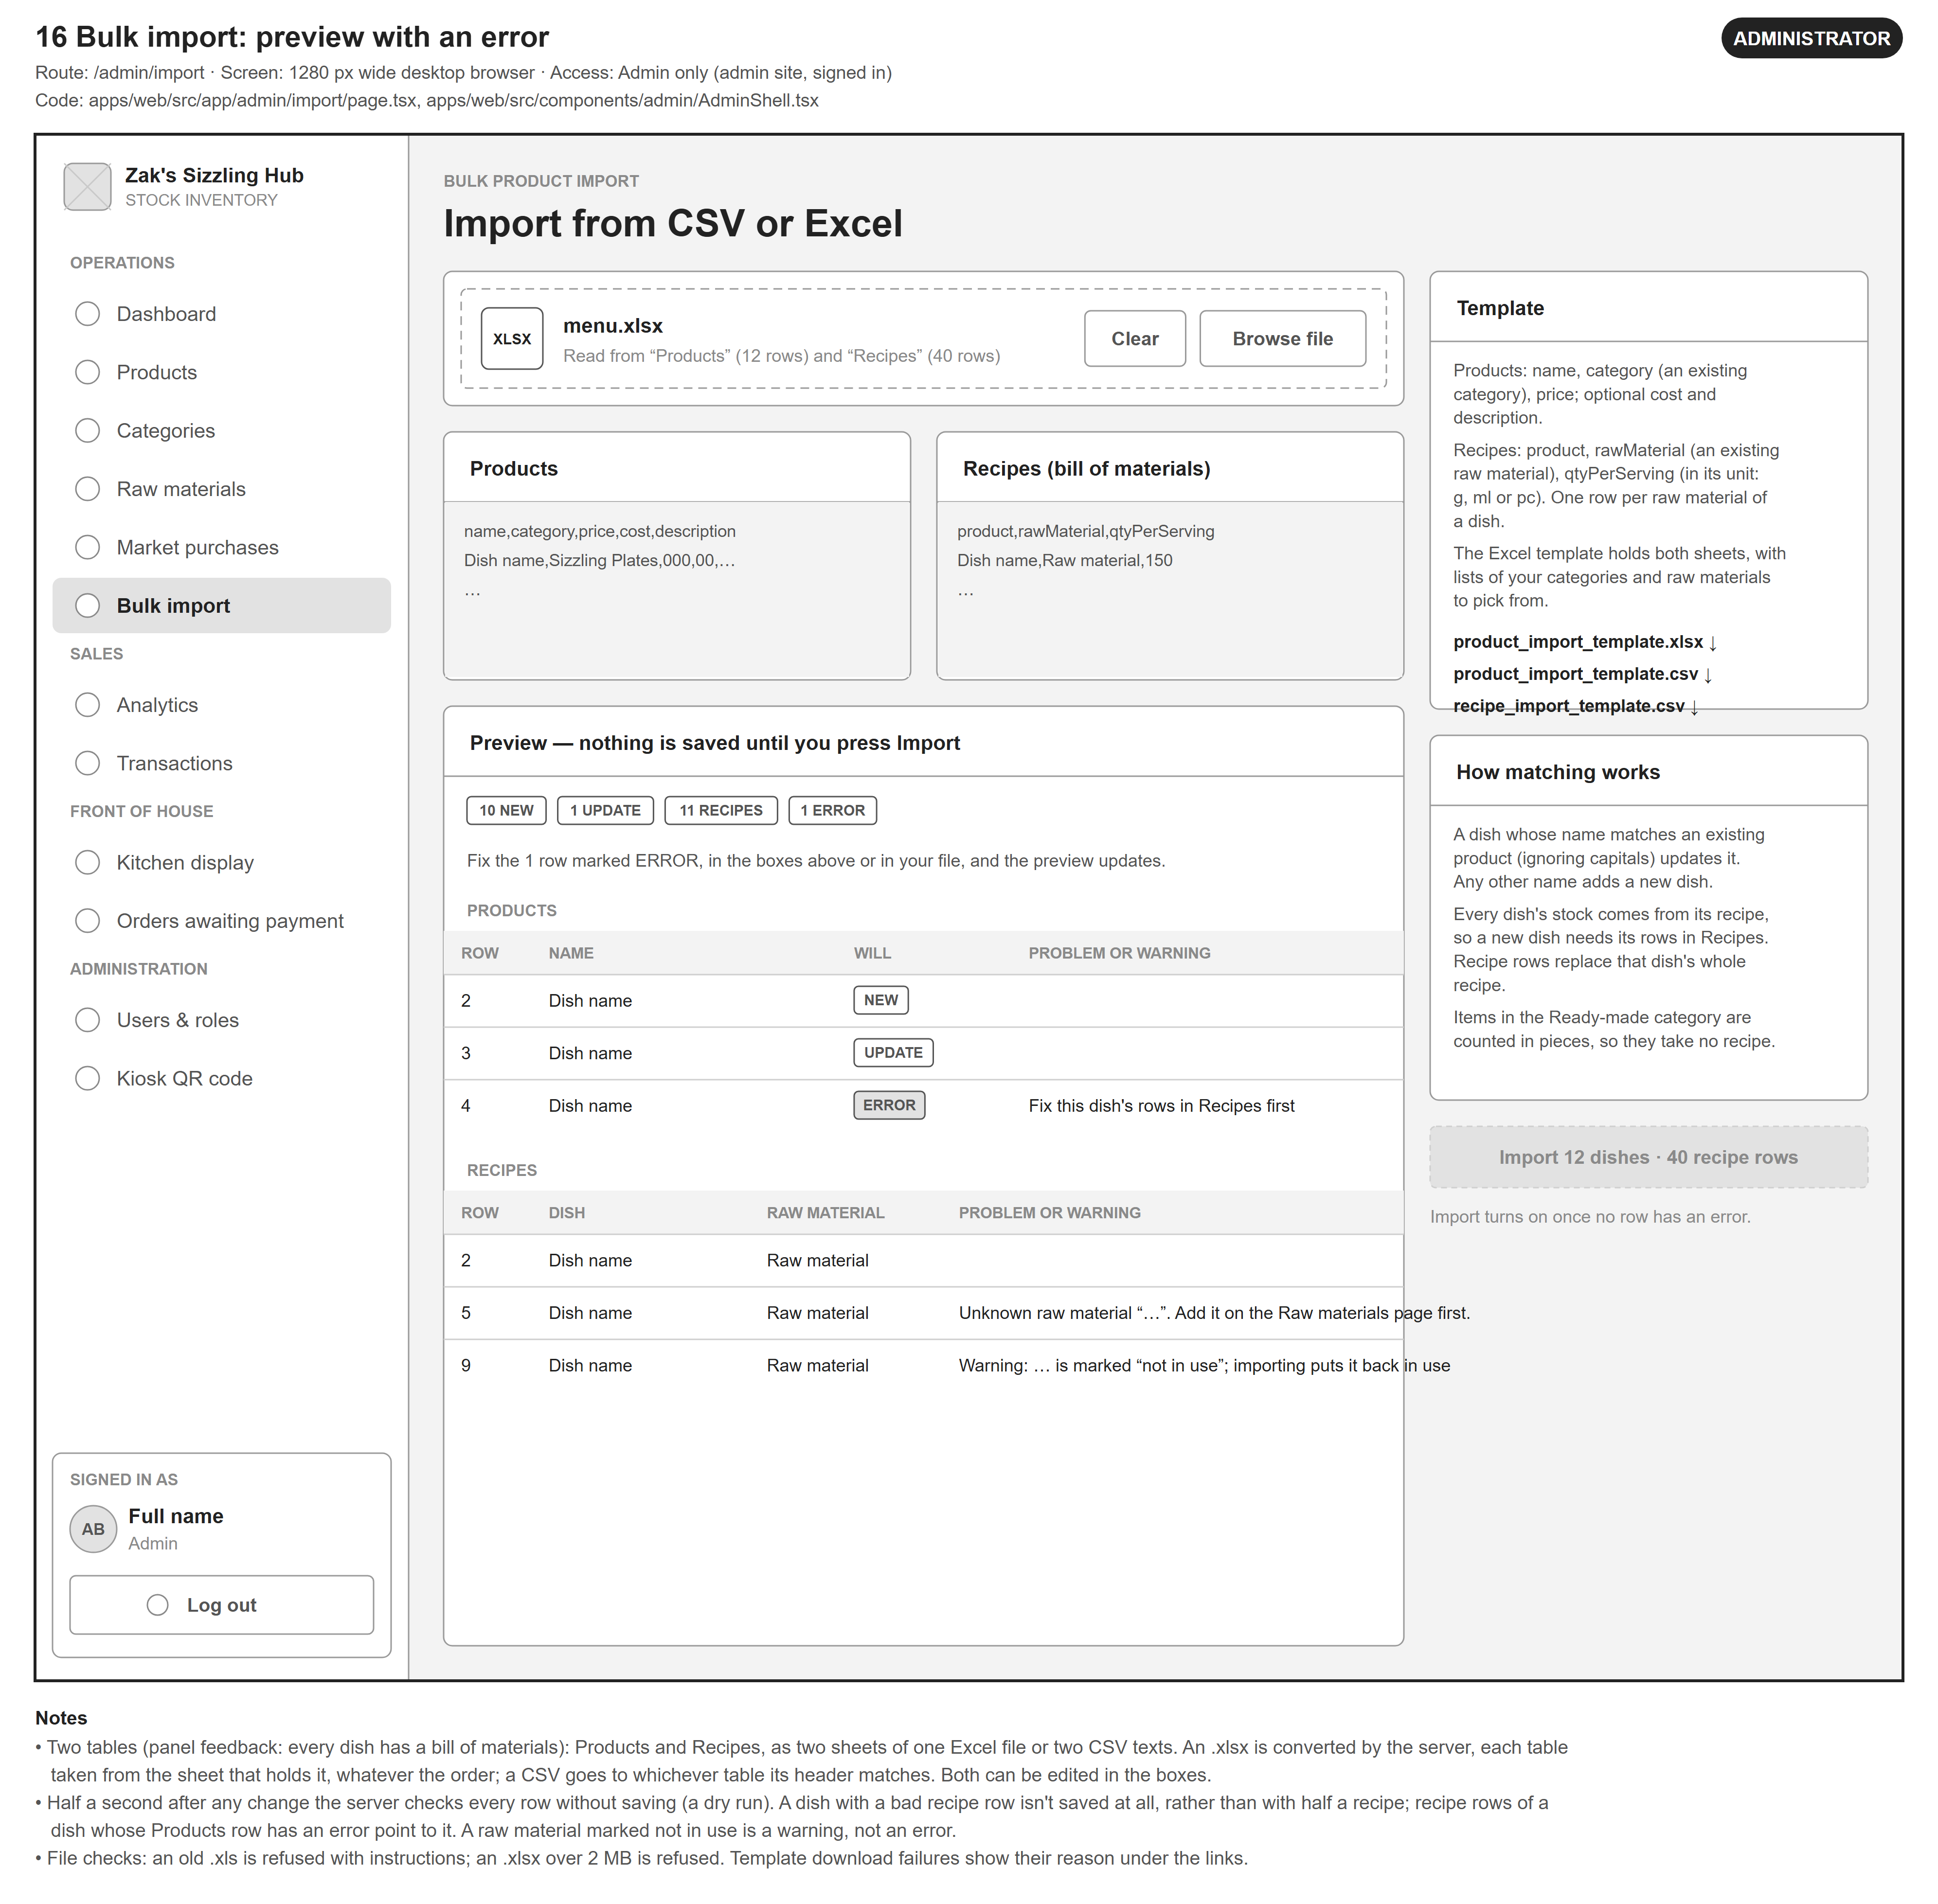 16 Bulk import: preview with an error
ADMINISTRATOR
Route: /admin/import · Screen: 1280 px wide desktop browser · Access: Admin only (admin site, signed in)
Code: apps/web/src/app/admin/import/page.tsx, apps/web/src/components/admin/AdminShell.tsx
Zak's Sizzling Hub
STOCK INVENTORY
OPERATIONS
Dashboard
Products
Categories
Raw materials
Market purchases
Bulk import
SALES
Analytics
Transactions
FRONT OF HOUSE
Kitchen display
Orders awaiting payment
ADMINISTRATION
Users & roles
Kiosk QR code
SIGNED IN AS
AB
Full name
Admin
Log out
BULK PRODUCT IMPORT
Import from CSV or Excel
XLSX
menu.xlsx
Read from “Products” (12 rows) and “Recipes” (40 rows)
Clear
Browse file
Products
name,category,price,cost,description
Dish name,Sizzling Plates,000,00,…
…
Recipes (bill of materials)
product,rawMaterial,qtyPerServing
Dish name,Raw material,150
…
Preview — nothing is saved until you press Import
10 NEW
1 UPDATE
11 RECIPES
1 ERROR
Fix the 1 row marked ERROR, in the boxes above or in your file, and the preview updates.
PRODUCTS
ROW NAME WILL PROBLEM OR WARNING
2 Dish name NEW
3 Dish name UPDATE
4 Dish name ERROR Fix this dish's rows in Recipes first
RECIPES
ROW DISH RAW MATERIAL PROBLEM OR WARNING
2 Dish name Raw material
5 Dish name Raw material Unknown raw material “…”. Add it on the Raw materials page first.
9 Dish name Raw material Warning: … is marked “not in use”; importing puts it back in use
Template
Products: name, category (an existing
category), price; optional cost and
description.
Recipes: product, rawMaterial (an existing
raw material), qtyPerServing (in its unit:
g, ml or pc). One row per raw material of
a dish.
The Excel template holds both sheets, with
lists of your categories and raw materials
to pick from.
product_import_template.xlsx ↓
product_import_template.csv ↓
recipe_import_template.csv ↓
How matching works
A dish whose name matches an existing
product (ignoring capitals) updates it.
Any other name adds a new dish.
Every dish's stock comes from its recipe,
so a new dish needs its rows in Recipes.
Recipe rows replace that dish's whole
recipe.
Items in the Ready-made category are
counted in pieces, so they take no recipe.
Import 12 dishes · 40 recipe rows
Import turns on once no row has an error.
Notes
• Two tables (panel feedback: every dish has a bill of materials): Products and Recipes, as two sheets of one Excel file or two CSV texts. An .xlsx is converted by the server, each table
taken from the sheet that holds it, whatever the order; a CSV goes to whichever table its header matches. Both can be edited in the boxes.
• Half a second after any change the server checks every row without saving (a dry run). A dish with a bad recipe row isn't saved at all, rather than with half a recipe; recipe rows of a
dish whose Products row has an error point to it. A raw material marked not in use is a warning, not an error.
• File checks: an old .xls is refused with instructions; an .xlsx over 2 MB is refused. Template download failures show their reason under the links.